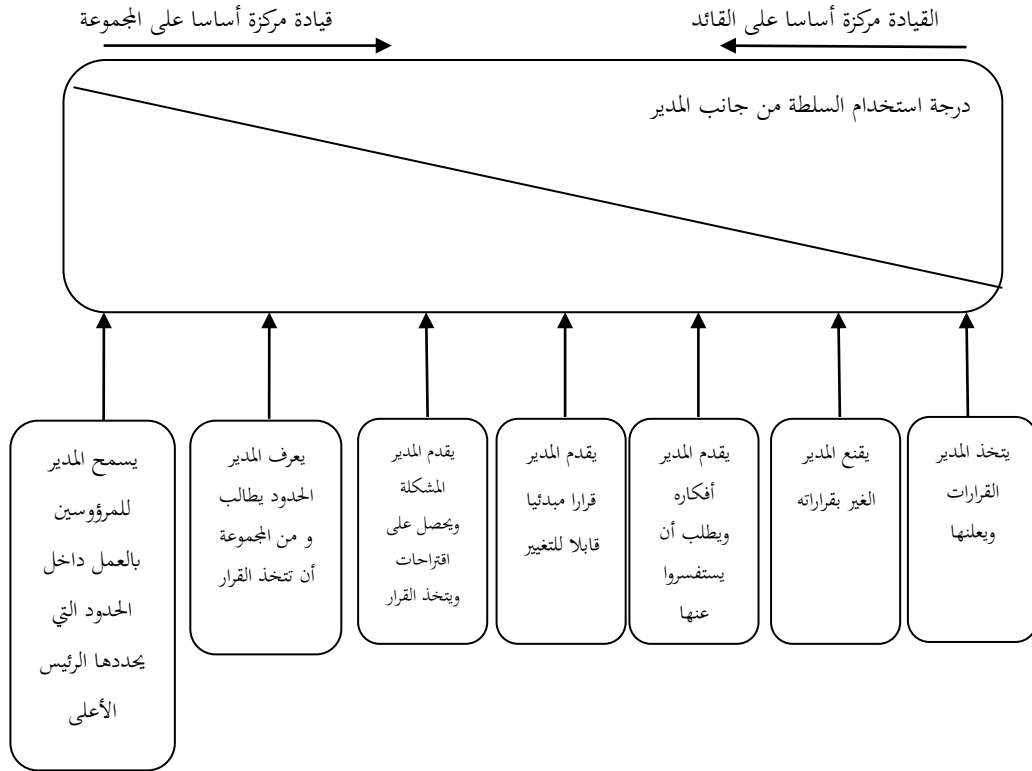 القيادة مركزة أساسا على القائد
قيادة مركزة أساسا على المجموعة
درجة استخدام السلطة من جانب المدير
يتخذ المدير
القرارات
ويعلنها
يقنع المدير
الغير بقراراته
يقدم المدير
أفكاره
ويطلب أن
يستفسروا
عنها
يقدم المدير
قرارا مبدئيا
قابلا للتغيير
يقدم المدير
المشكلة
ويحصل على
اقتراحات
ويتخذ القرار
يعرف المدير
الحدود يطالب
و من المجموعة
أن تتخذ القرار
يسمح المدير
للمرؤوسين
بالعمل داخل
الحدود التي
يحددها الرئيس
الأعلى